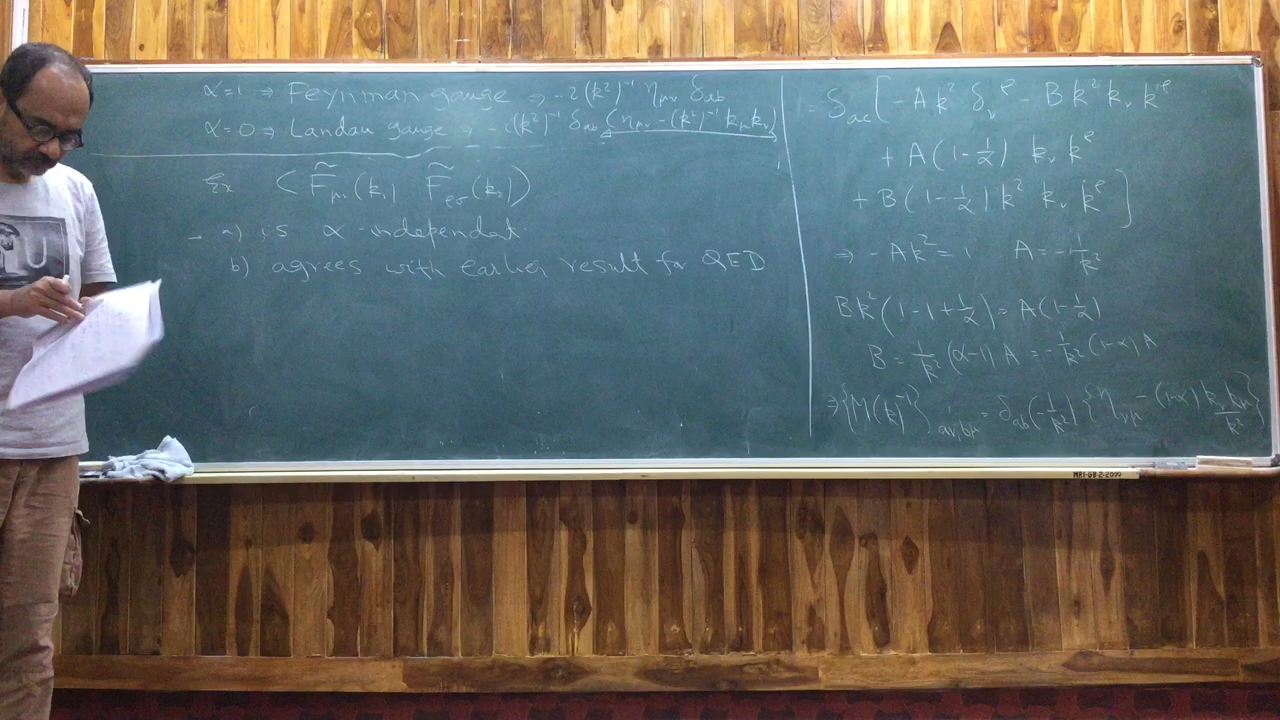 α=1 ⇒ Feynman gauge ⇒ -i(k²)⁻¹ η_μν δ_ab
α=0 ⇒ Landau gauge ⇒ -i(k²)⁻¹ δ_ab (η_μν - (k²)⁻¹ k_μ k_ν)
Ex ⟨ F̃_μν(k₁) F̃_ρσ(k₂) ⟩
a) is α-independent
b) agrees with earlier result for QED
= δ_ac [ -A k² δ_ν^ρ - B k² k_ν k^ρ
+ A (1 - 1/α) k_ν k^ρ
+ B (1 - 1/α) k² k_ν k^ρ ]
⇒ -A k² = 1 A = -1/k²
B k² (1 - 1 + 1/α) = A (1 - 1/α)
B = 1/k² (α-1) A = -1/k² (1-α) A
⇒ {M(k)⁻¹}_aν,bμ = δ_ab (-1/k²) { η_νμ - (1-α) k_ν k_μ / k² }
MRI-GB-2-2000